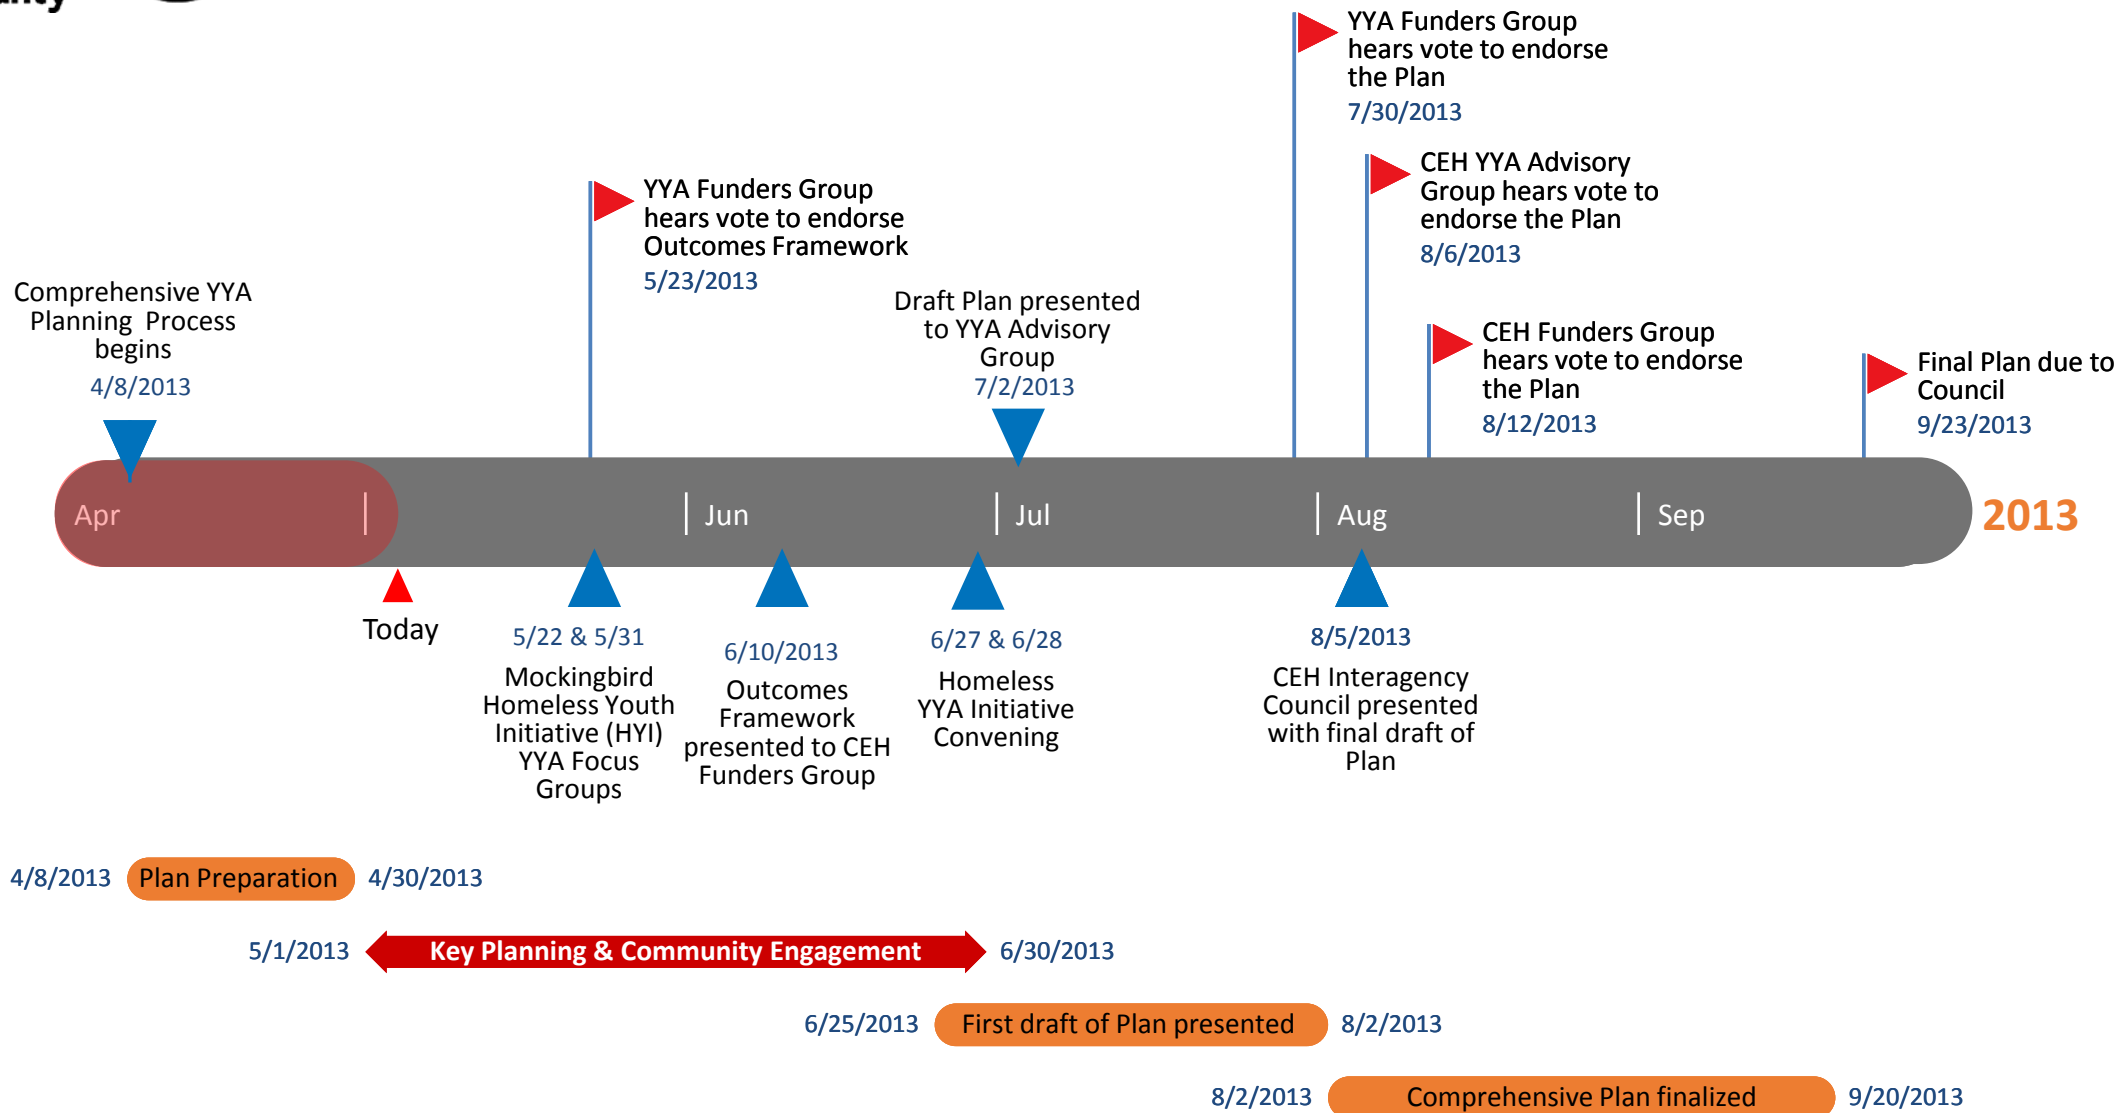 YYA Funders Group
hears vote to endorse
the Plan
7/30/2013
CEH YYA Advisory
Group hears vote to
endorse the Plan
8/6/2013
YYA Funders Group
hears vote to endorse
Outcomes Framework
5/23/2013
Comprehensive YYA
Planning Process
begins
4/8/2013
Draft Plan presented
to YYA Advisory
Group
7/2/2013
CEH Funders Group
hears vote to endorse
the Plan
8/12/2013
Final Plan due to
Council
9/23/2013
Apr
Jun
Jul
Aug
Sep
2013
Today
5/22 & 5/31
Mockingbird
Homeless Youth
Initiative (HYI)
YYA Focus
Groups
6/10/2013
Outcomes
Framework
presented to CEH
Funders Group
6/27 & 6/28
Homeless
YYA Initiative
Convening
8/5/2013
CEH Interagency
Council presented
with final draft of
Plan
4/8/2013 Plan Preparation 4/30/2013
5/1/2013 Key Planning & Community Engagement 6/30/2013
6/25/2013 First draft of Plan presented 8/2/2013
8/2/2013 Comprehensive Plan finalized 9/20/2013